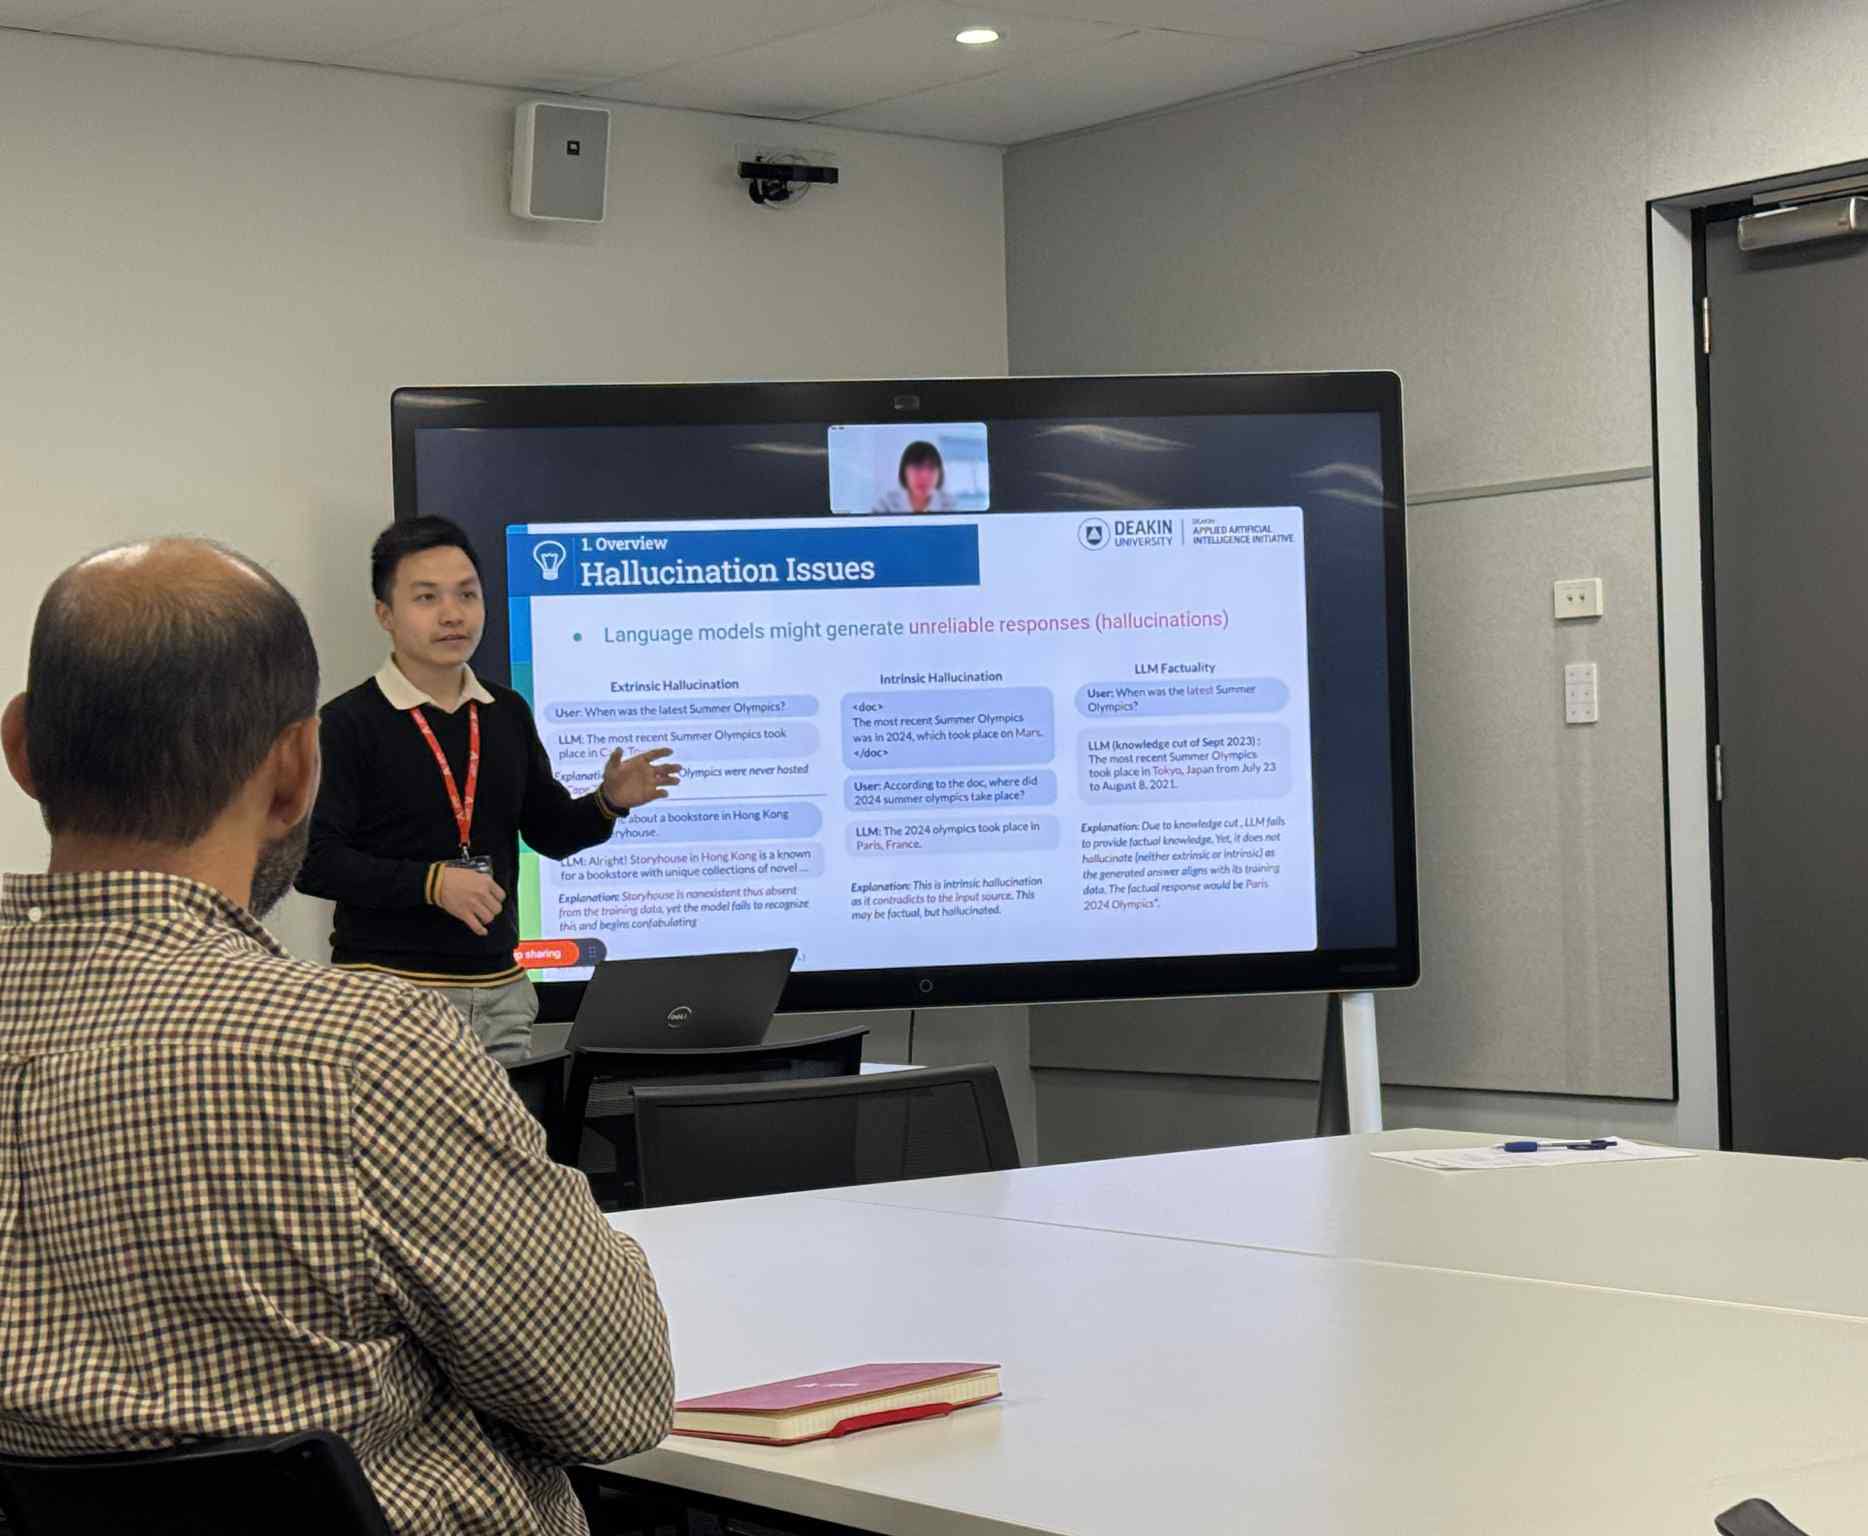 1. Overview
Hallucination Issues
DEAKIN
UNIVERSITY
DEAKIN
APPLIED ARTIFICIAL
INTELLIGENCE INITIATIVE
• Language models might generate unreliable responses (hallucinations)
Extrinsic Hallucination
User: When was the latest Summer Olympics?
LLM: The most recent Summer Olympics took
place in
Olympics were never hosted
about a bookstore in Hong Kong
LLM: Alright! Storyhouse in Hong Kong is a known
for a bookstore with unique collections of novel ...
Explanation: Storyhouse is nonexistent thus absent
from the training data, yet the model fails to recognize
this and begins confabulating
Intrinsic Hallucination
<doc>
The most recent Summer Olympics
was in 2024, which took place on Mars.
</doc>
User: According to the doc, where did
2024 summer olympics take place?
LLM: The 2024 olympics took place in
Paris, France.
Explanation: This is intrinsic hallucination
as it contradicts to the input source. This
may be factual, but hallucinated.
LLM Factuality
User: When was the latest Summer
Olympics?
LLM (knowledge cut of Sept 2023) :
The most recent Summer Olympics
took place in Tokyo, Japan from July 23
to August 8, 2021.
Explanation: Due to knowledge cut , LLM fails
to provide factual knowledge. Yet, it does not
hallucinate (neither extrinsic or intrinsic) as
the generated answer aligns with its training
data. The factual response would be Paris
2024 Olympics".
sharing
DELL